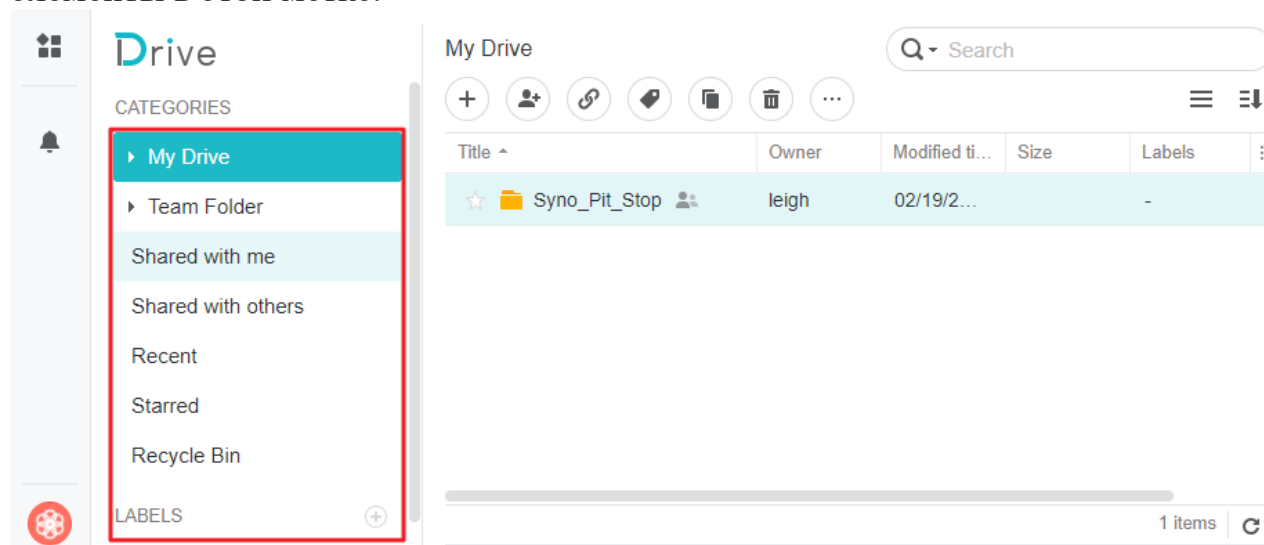 Drive
CATEGORIES
My Drive
Team Folder
Shared with me
Shared with others
Recent
Starred
Recycle Bin
LABELS
My Drive
Search
Title Owner Modified ti... Size Labels
Syno_Pit_Stop leigh 02/19/2... -
1 items